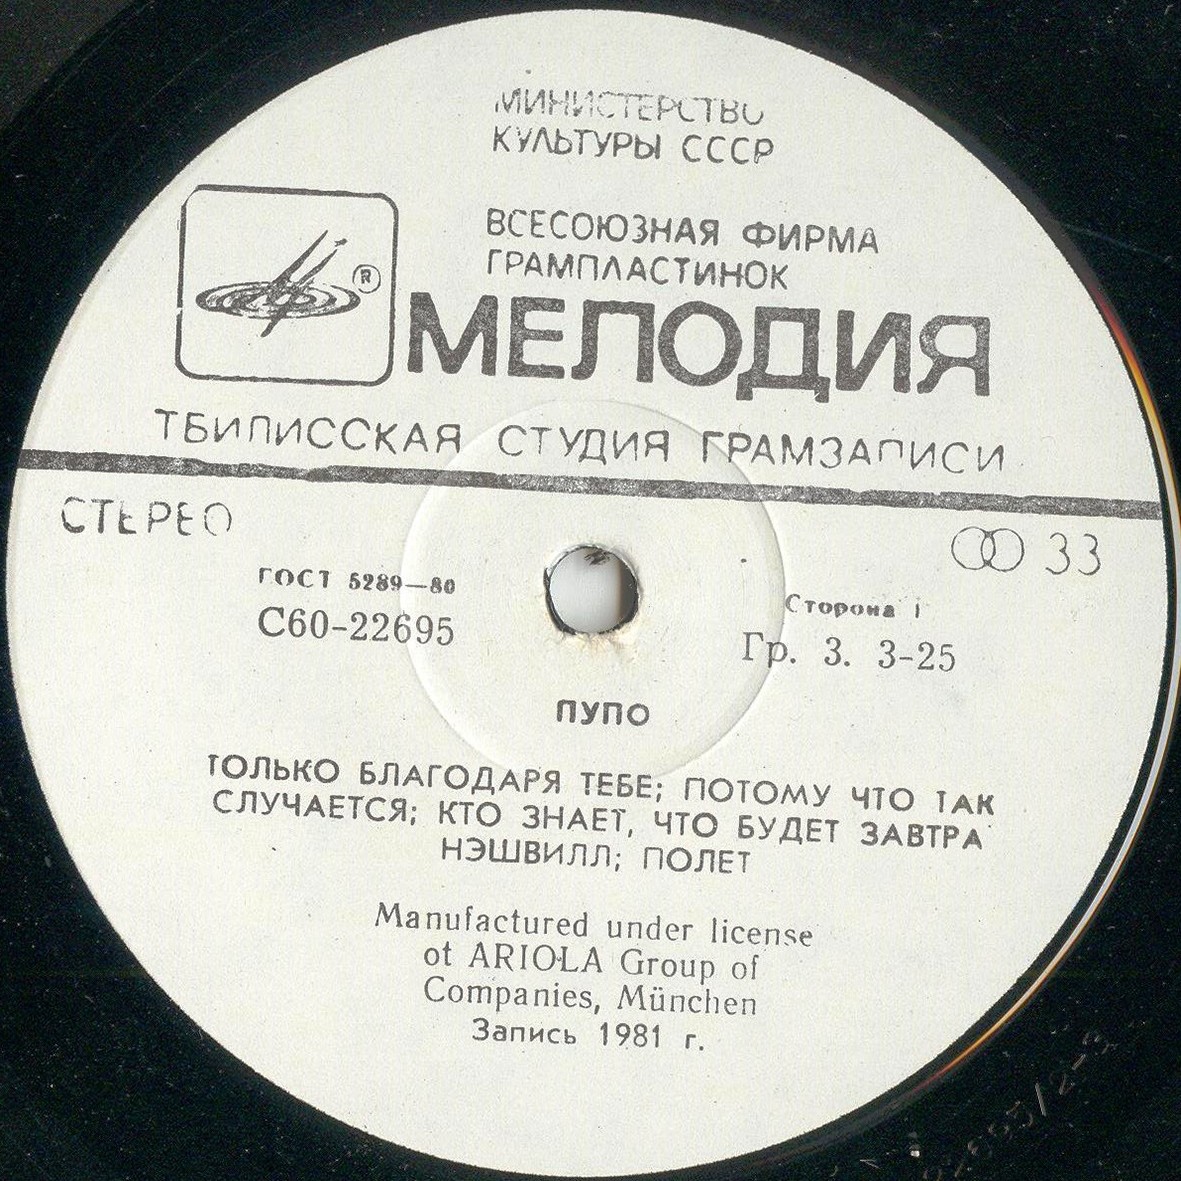 МИНИСТЕРСТВО
КУЛЬТУРЫ СССР
ВСЕСОЮЗНАЯ ФИРМА
ГРАМПЛАСТИНОК
®
МЕЛОДИЯ
ТБИЛИССКАЯ СТУДИЯ ГРАМЗАПИСИ
СТЕРЕО
33
ГОСТ 5289—80
С60-22695
Сторона 1
Гр. 3. 3-25
ПУПО
ТОЛЬКО БЛАГОДАРЯ ТЕБЕ; ПОТОМУ ЧТО ТАК
СЛУЧАЕТСЯ; КТО ЗНАЕТ, ЧТО БУДЕТ ЗАВТРА
НЭШВИЛЛ; ПОЛЕТ
Manufactured under license
ot ARIOLA Group of
Companies, München
Запись 1981 г.